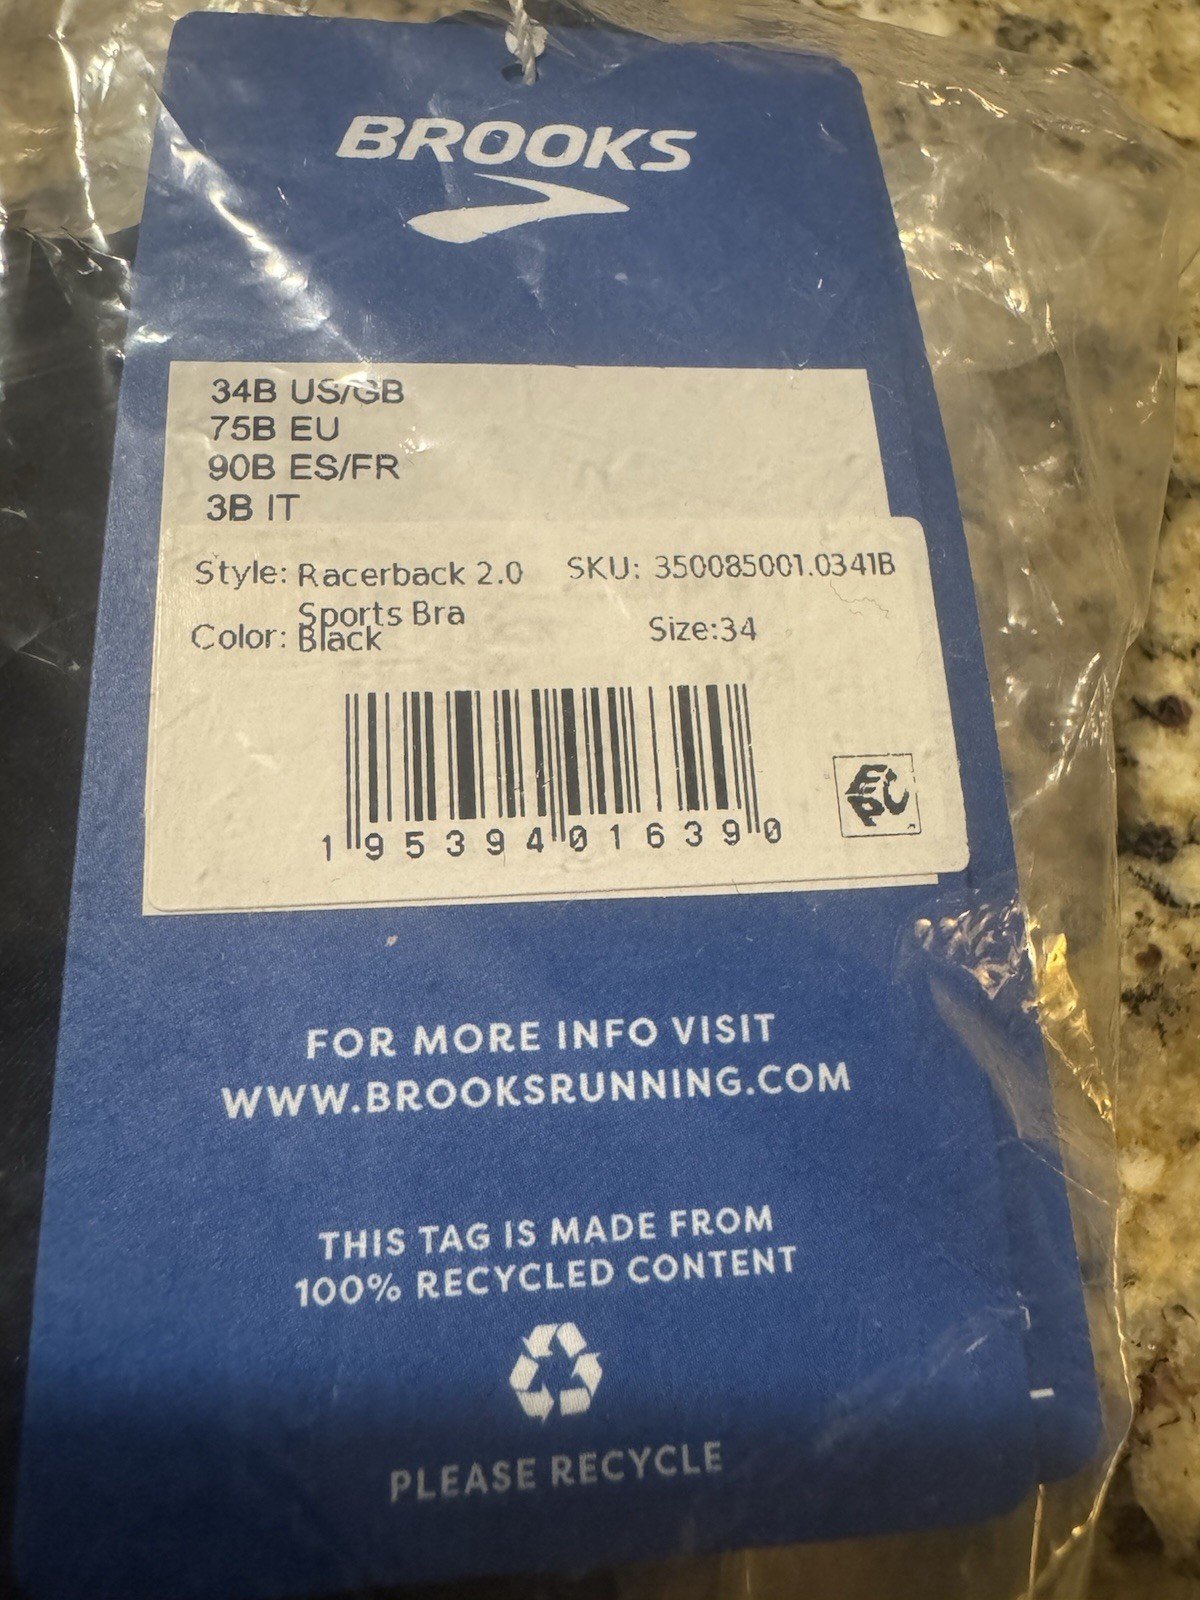 BROOKS
34B US/GB
75B EU
90B ES/FR
3B IT
Style: Racerback 2.0 Sports Bra
SKU: 350085001.0341B
Color: Black
Size:34
1 95394 01639 0
EPC
FOR MORE INFO VISIT
WWW.BROOKSRUNNING.COM
THIS TAG IS MADE FROM
100% RECYCLED CONTENT
PLEASE RECYCLE